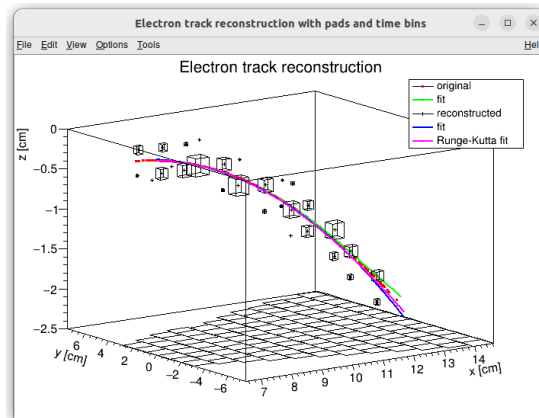 Electron track reconstruction with pads and time bins
File Edit View Options Tools Hel
Electron track reconstruction
original
fit
reconstructed
fit
Runge-Kutta fit
z [cm]
0
−0.5
−1
−1.5
−2
−2.5
y [cm]
6 4 2 0 −2 −4 −6
7 8 9 10 11 12 13 14
x [cm]